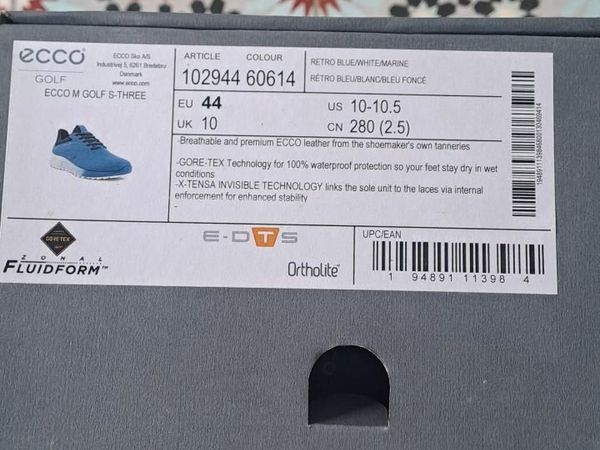 ecco
GOLF
ECCO Sko A/S
Industrivej 5, 6261 Bredebro
Denmark
www.ecco.com
ECCO M GOLF S-THREE
ARTICLE COLOUR
102944 60614
RETRO BLUE/WHITE/MARINE
RÉTRO BLEU/BLANC/BLEU FONCÉ
EU 44
UK 10
US 10-10.5
CN 280 (2.5)
-Breathable and premium ECCO leather from the shoemaker's own tanneries
-GORE-TEX Technology for 100% waterproof protection so your feet stay dry in wet
conditions
-X-TENSA INVISIBLE TECHNOLOGY links the sole unit to the laces via internal
enforcement for enhanced stability
-
GORE-TEX
ZONAL
FLUIDFORM™
E-DTS
Ortholite®
UPC/EAN
1 94891 11398 4